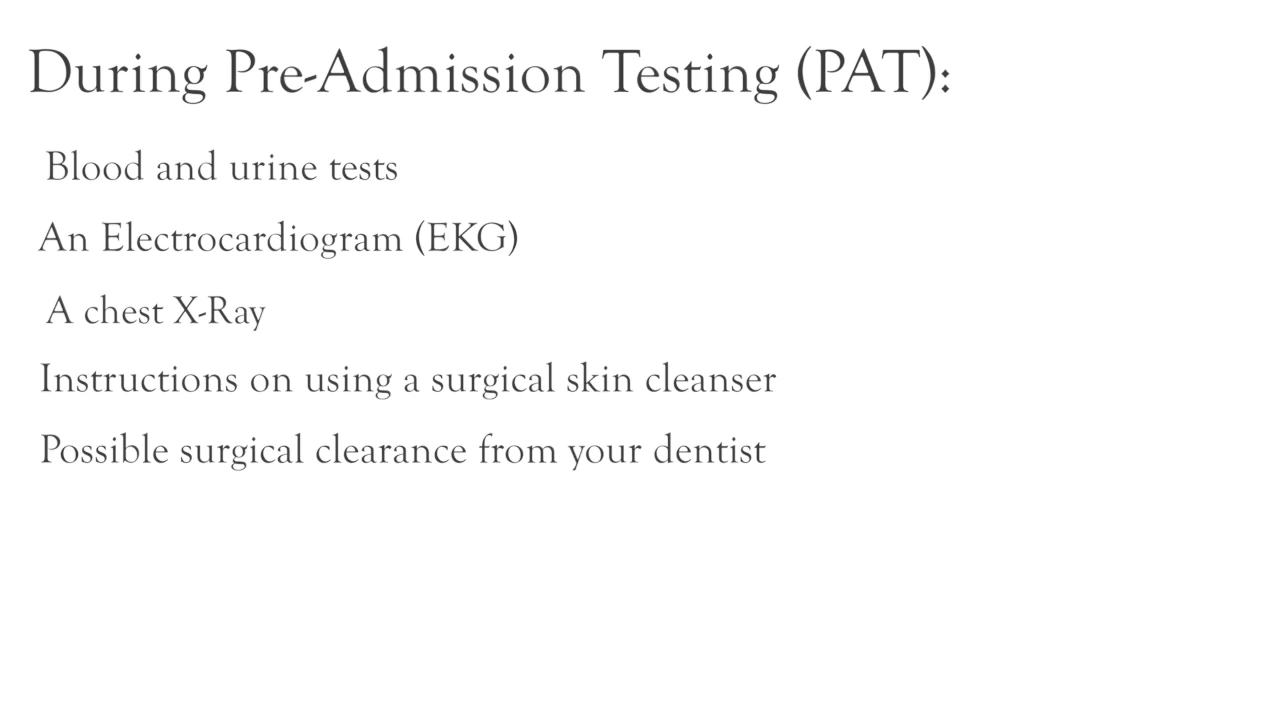 During Pre-Admission Testing (PAT):
Blood and urine tests
An Electrocardiogram (EKG)
A chest X-Ray
Instructions on using a surgical skin cleanser
Possible surgical clearance from your dentist